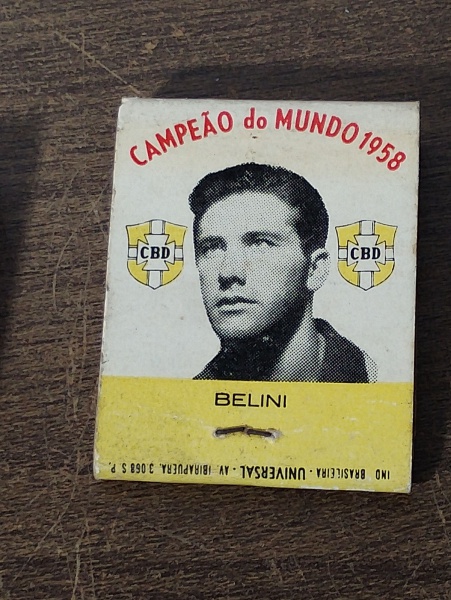 CAMPEÃO do MUNDO 1958
CBD CBD
BELINI
IND BRASILEIRA - UNIVERSAL - AV IBIRAPUERA, 3.068 S P.